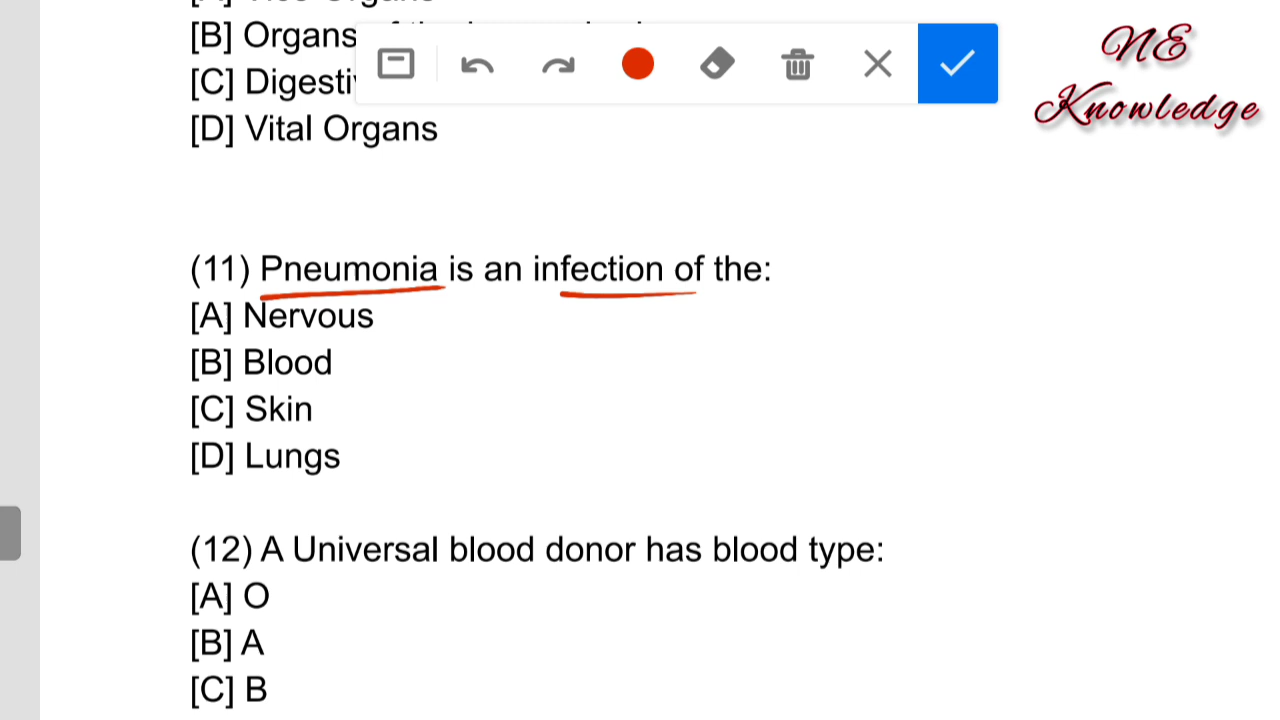 [B] Organs
[C] Digesti
[D] Vital Organs
NE
Knowledge
(11) Pneumonia is an infection of the:
[A] Nervous
[B] Blood
[C] Skin
[D] Lungs
(12) A Universal blood donor has blood type:
[A] O
[B] A
[C] B